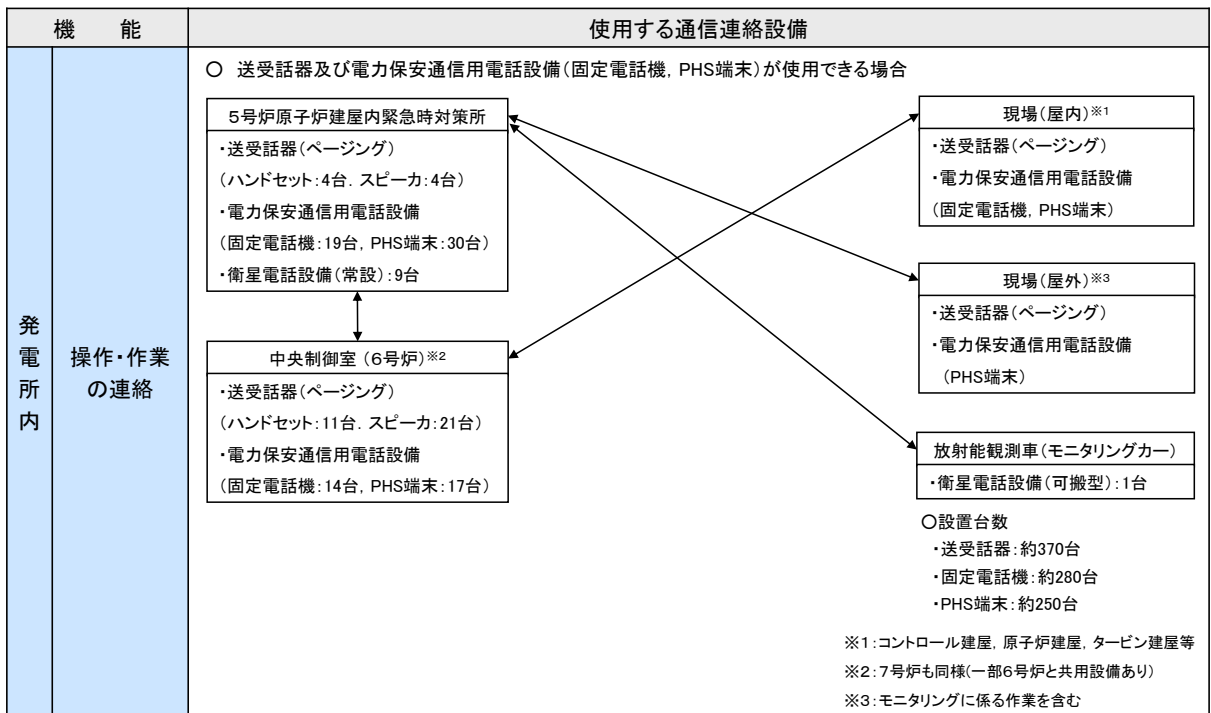 機　能
使用する通信連絡設備
発電所内
操作・作業
の連絡
○ 送受話器及び電力保安通信用電話設備(固定電話機，PHS端末)が使用できる場合
５号炉原子炉建屋内緊急時対策所
・送受話器(ページング)
(ハンドセット：4台．スピーカ：4台)
・電力保安通信用電話設備
(固定電話機：19台，PHS端末：30台)
・衛星電話設備(常設)：9台
中央制御室（６号炉）※2
・送受話器(ページング)
(ハンドセット：11台．スピーカ：21台)
・電力保安通信用電話設備
(固定電話機：14台，PHS端末：17台)
現場(屋内)※1
・送受話器(ページング)
・電力保安通信用電話設備
(固定電話機，PHS端末)
現場(屋外)※3
・送受話器(ページング)
・電力保安通信用電話設備
(PHS端末)
放射能観測車(モニタリングカー)
・衛星電話設備(可搬型)：1台
○設置台数
・送受話器：約370台
・固定電話機：約280台
・PHS端末：約250台
※１：コントロール建屋，原子炉建屋，タービン建屋等
※２：７号炉も同様(一部６号炉と共用設備あり)
※３：モニタリングに係る作業を含む